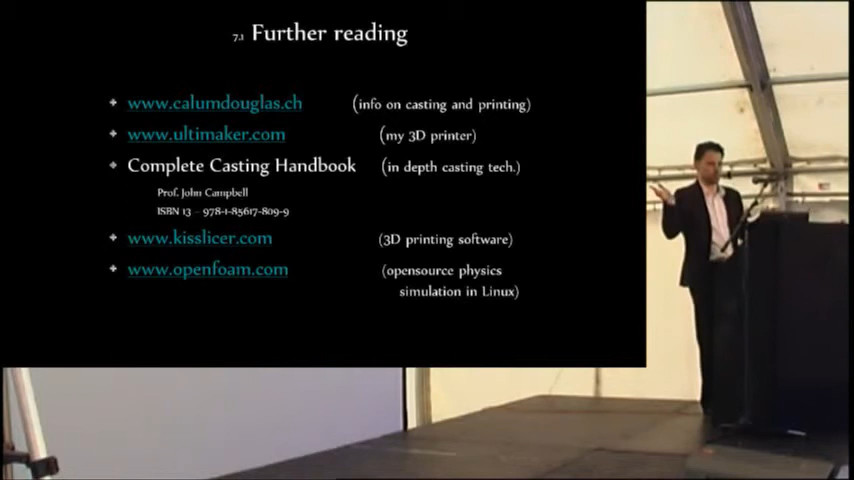 7.1 Further reading
www.calumdouglas.ch (info on casting and printing)
www.ultimaker.com (my 3D printer)
Complete Casting Handbook (in depth casting tech.)
Prof. John Campbell
ISBN 13 – 978-1-85617-809-9
www.kisslicer.com (3D printing software)
www.openfoam.com (opensource physics
simulation in Linux)